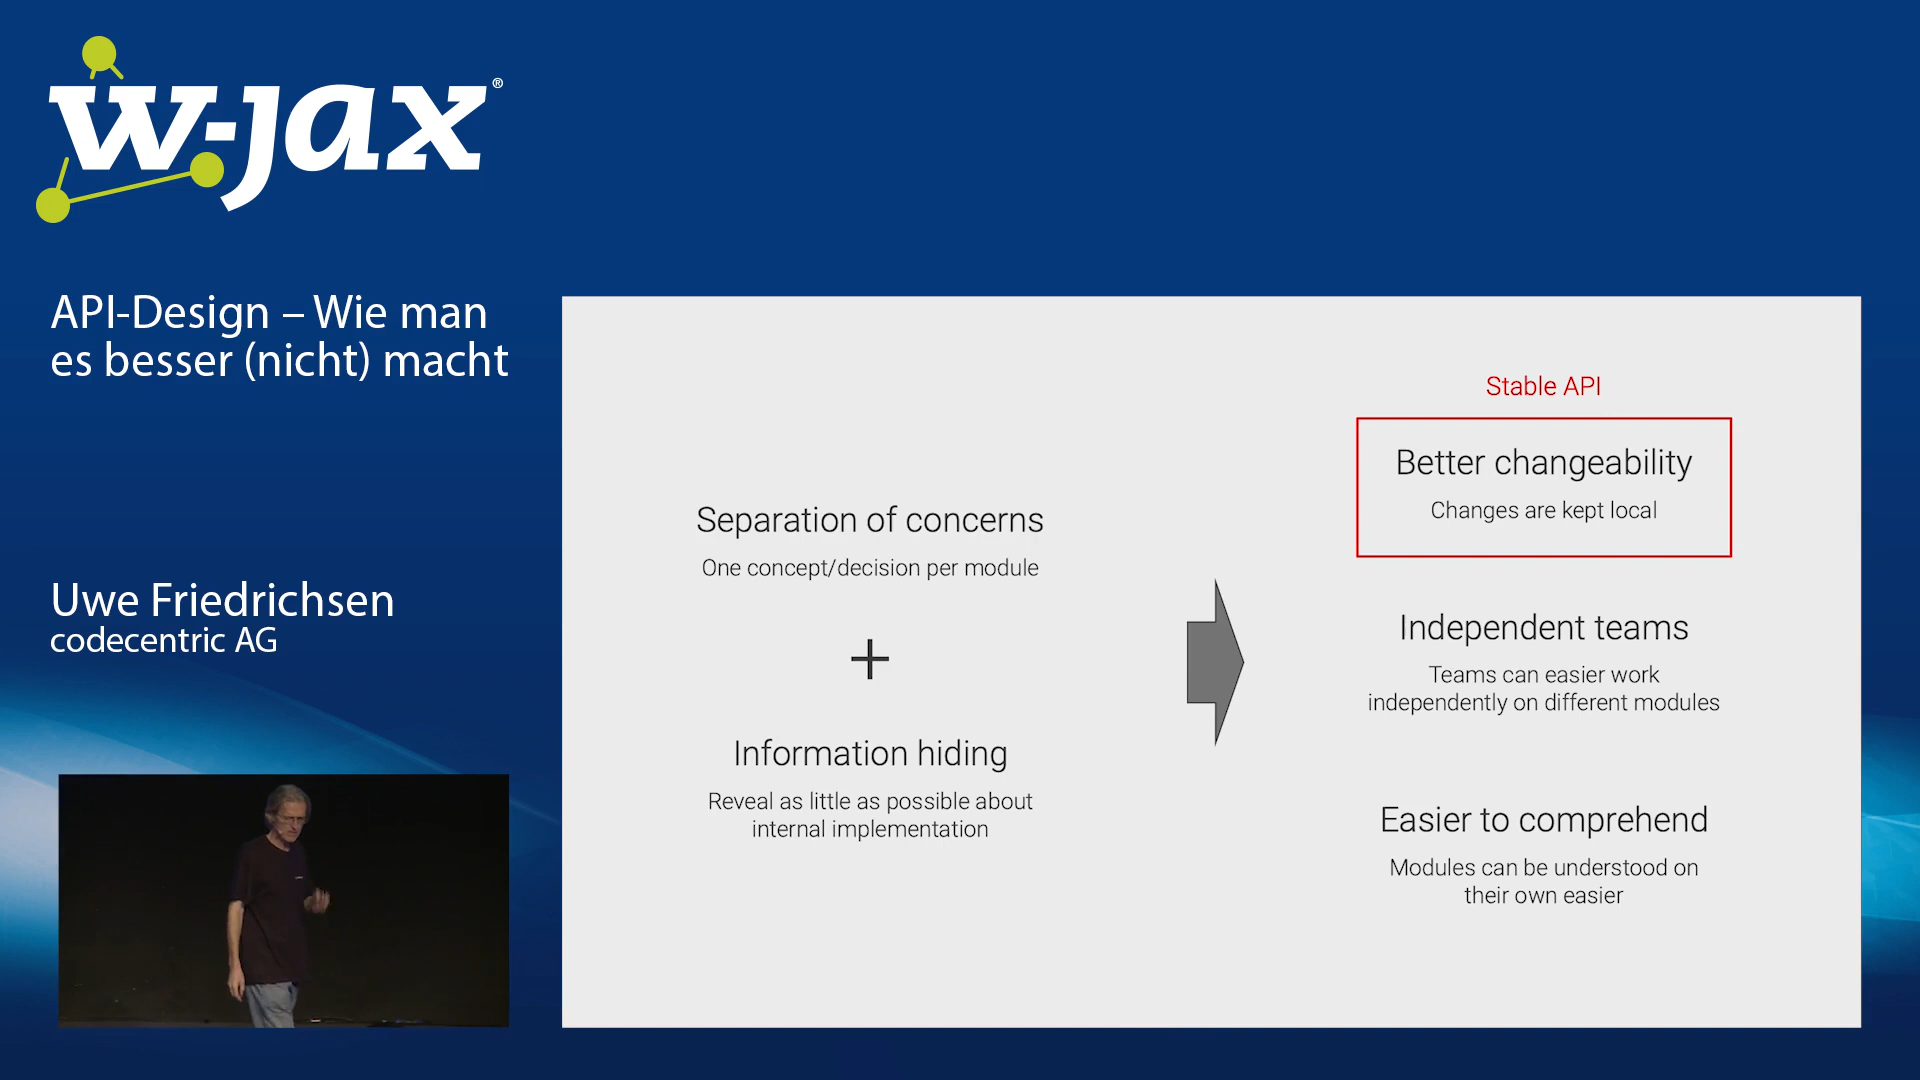 w-jax®
API-Design – Wie man
es besser (nicht) macht
Uwe Friedrichsen
codecentric AG
Separation of concerns
One concept/decision per module
+
Information hiding
Reveal as little as possible about
internal implementation
Stable API
Better changeability
Changes are kept local
Independent teams
Teams can easier work
independently on different modules
Easier to comprehend
Modules can be understood on
their own easier